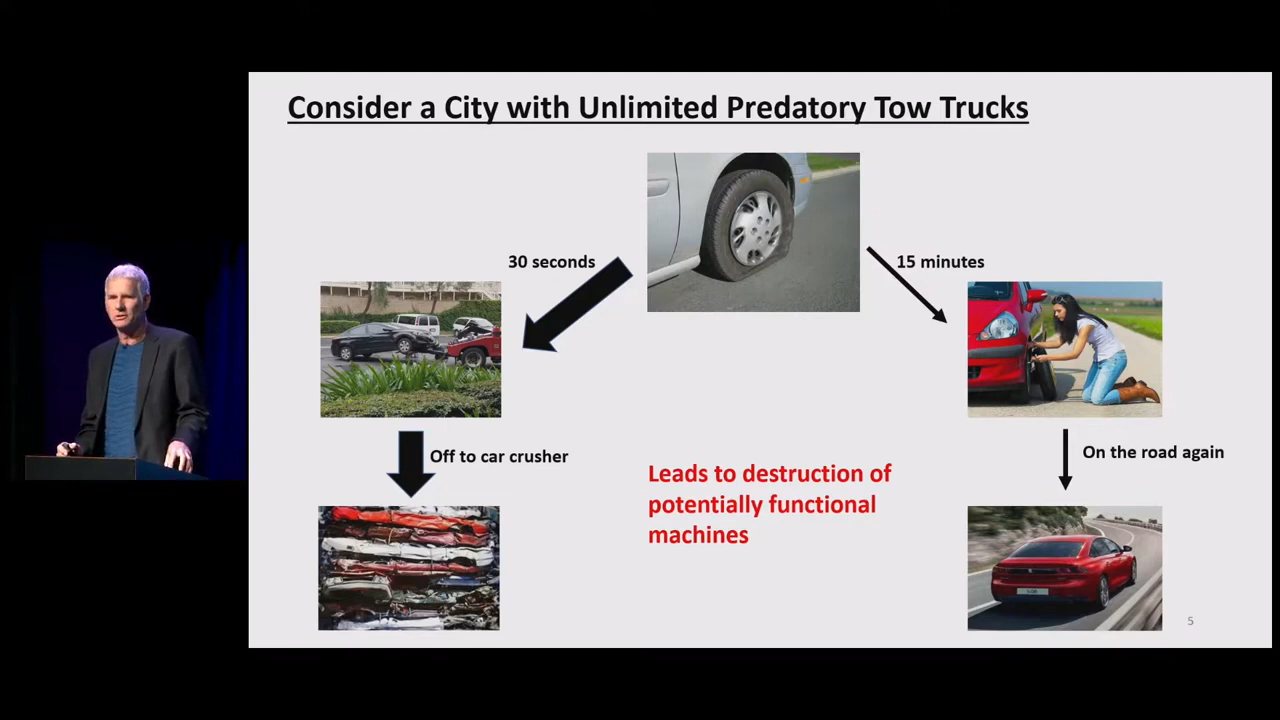 Consider a City with Unlimited Predatory Tow Trucks
30 seconds
15 minutes
Off to car crusher
On the road again
Leads to destruction of
potentially functional
machines
5